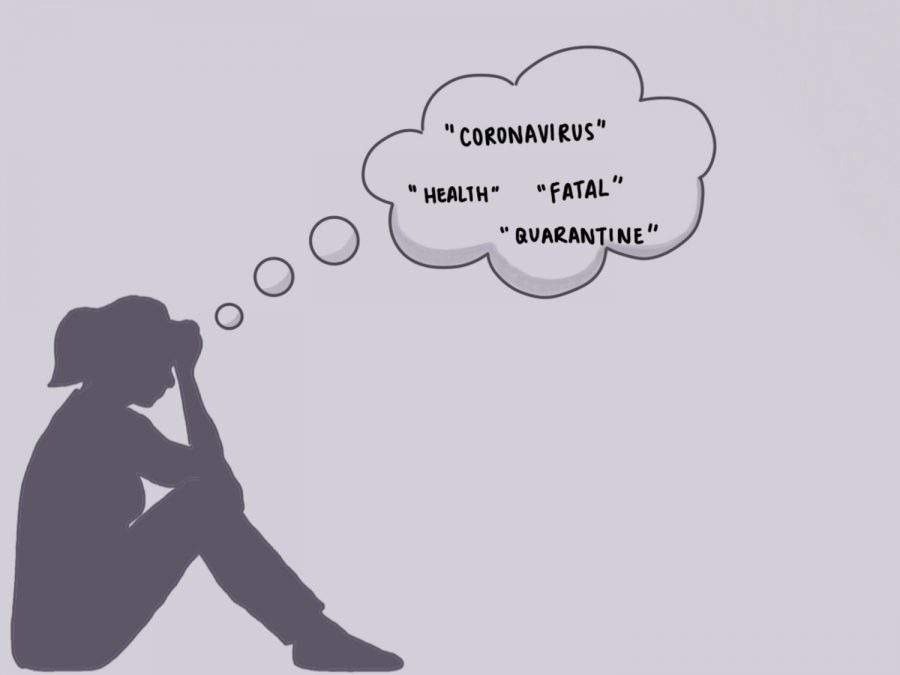 "CORONAVIRUS"
"HEALTH" "FATAL"
"QUARANTINE"